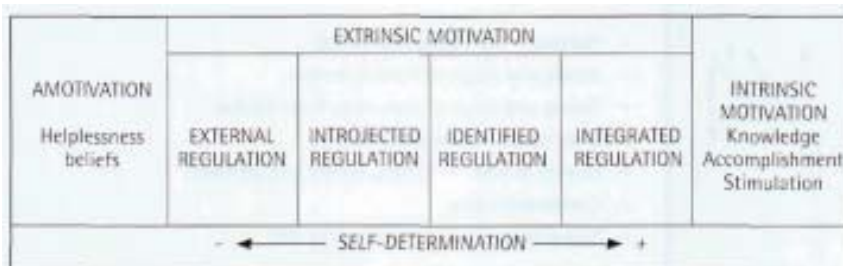 EXTRINSIC MOTIVATION
AMOTIVATION
Helplessness
beliefs
EXTERNAL
REGULATION
INTROJECTED
REGULATION
IDENTIFIED
REGULATION
INTEGRATED
REGULATION
INTRINSIC
MOTIVATION
Knowledge
Accomplishment
Stimulation
- SELF-DETERMINATION +